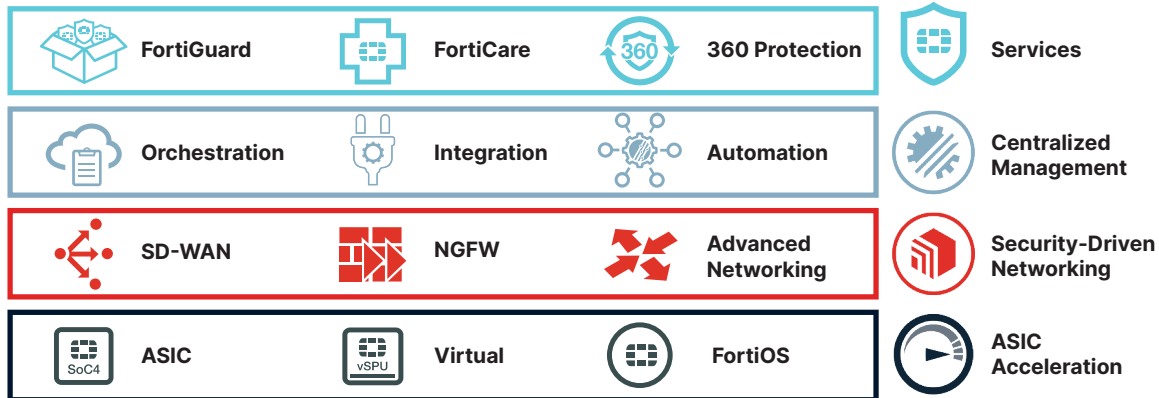 FortiGuard
FortiCare
360
360 Protection
Services
Orchestration
Integration
Automation
Centralized
Management
SD-WAN
NGFW
Advanced
Networking
Security-Driven
Networking
SoC4
ASIC
vSPU
Virtual
FortiOS
ASIC
Acceleration